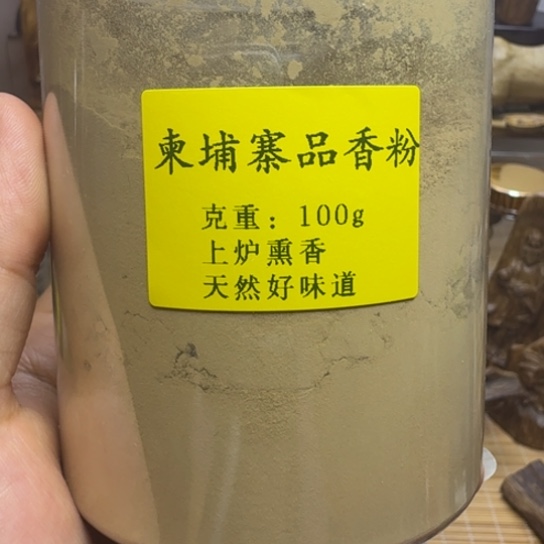 柬埔寨品香粉
克重：100g
上炉熏香
天然好味道